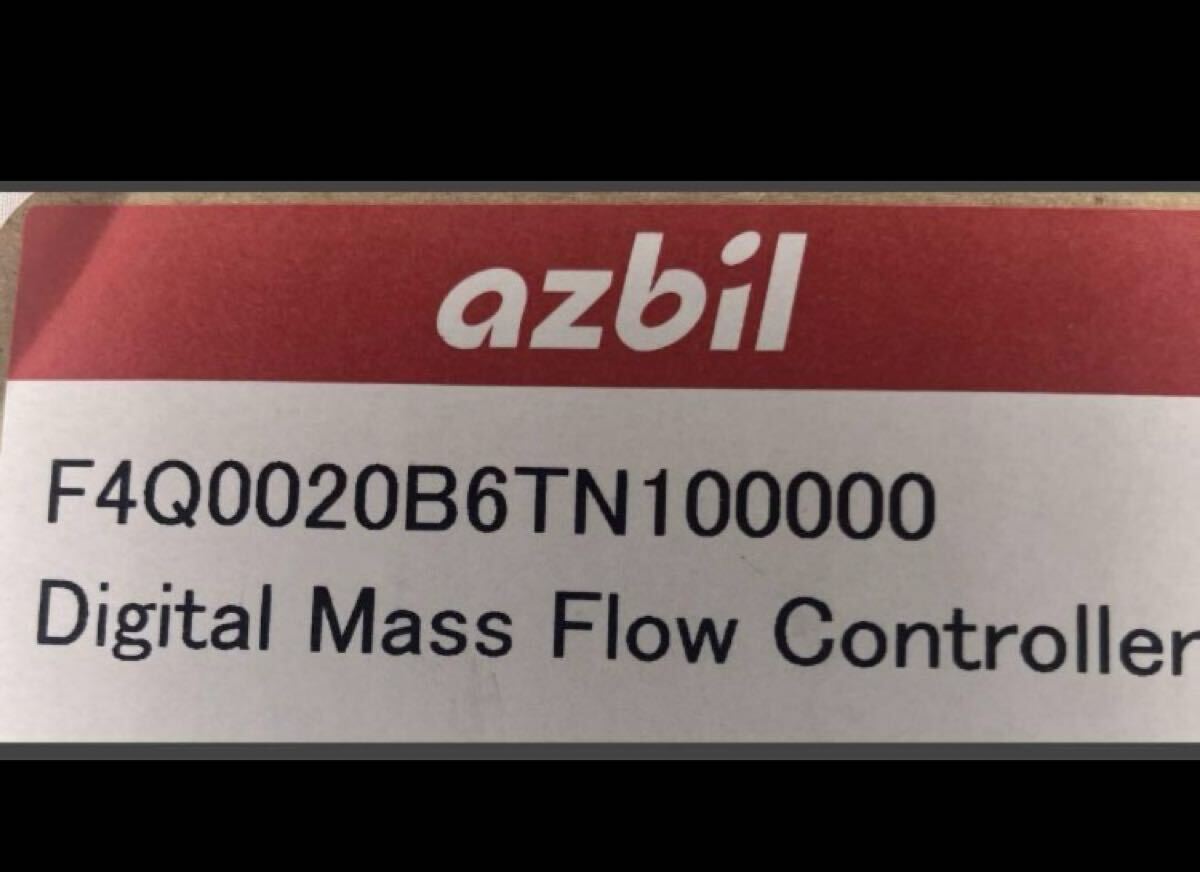 azbil
F4Q0020B6TN100000
Digital Mass Flow Controller